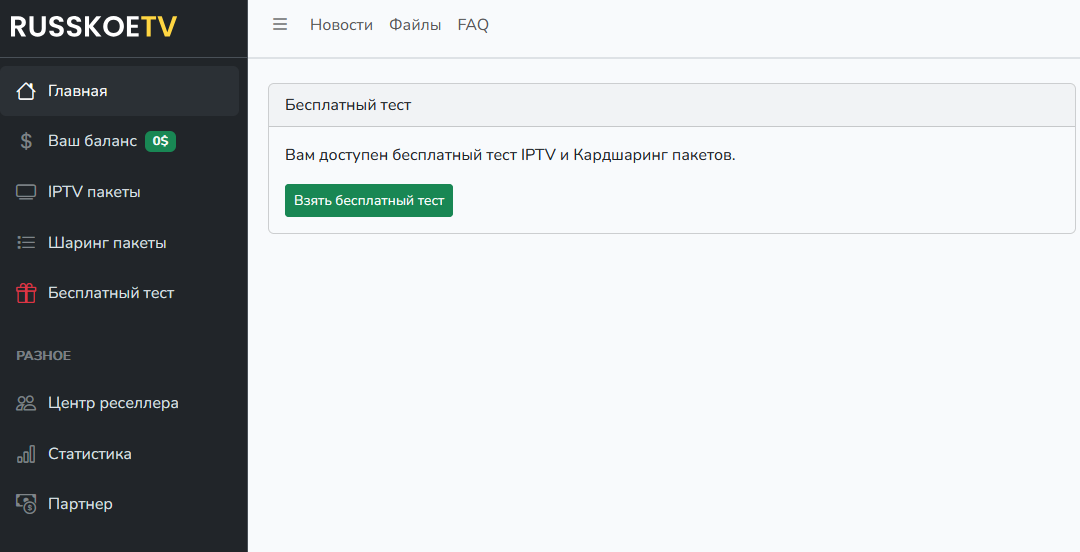 RUSSKOETV
Новости Файлы FAQ
Главная
Ваш баланс 0$
IPTV пакеты
Шаринг пакеты
Бесплатный тест
РАЗНОЕ
Центр реселлера
Статистика
Партнер
Бесплатный тест
Вам доступен бесплатный тест IPTV и Кардшаринг пакетов.
Взять бесплатный тест